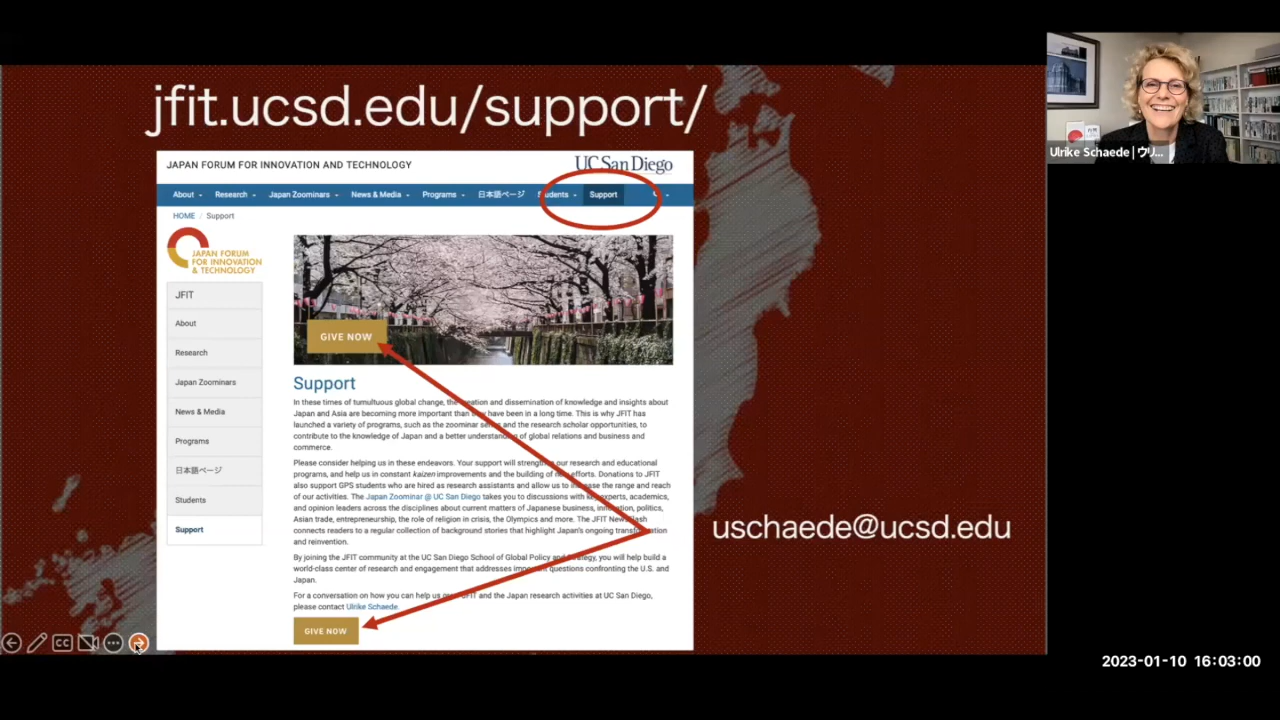 jfit.ucsd.edu/support/
JAPAN FORUM FOR INNOVATION AND TECHNOLOGY
UC San Diego
About
Research
Japan Zoominars
News & Media
Programs
日本語ページ
Students
Support
HOME / Support
JAPAN FORUM
FOR INNOVATION
& TECHNOLOGY
JFIT
About
Research
Japan Zoominars
News & Media
Programs
日本語ページ
Students
Support
GIVE NOW
Support
In these times of tumultuous global change, the creation and dissemination of knowledge and insights about
Japan and Asia are becoming more important than they have been in a long time. This is why JFIT has
launched a variety of programs, such as the zoominar series and the research scholar opportunities, to
contribute to the knowledge of Japan and a better understanding of global relations and business and
commerce.
Please consider helping us in these endeavors. Your support will strengthen our research and educational
programs, and help us in constant kaizen improvements and the building of new efforts. Donations to JFIT
also support GPS students who are hired as research assistants and allow us to increase the range and reach
of our activities. The Japan Zoominar @ UC San Diego takes you to discussions with key experts, academics,
and opinion leaders across the disciplines about current matters of Japanese business, innovation, politics,
Asian trade, entrepreneurship, the role of religion in crisis, the Olympics and more. The JFIT News Flash
connects readers to a regular collection of background stories that highlight Japan's ongoing transformation
and reinvention.
By joining the JFIT community at the UC San Diego School of Global Policy and Strategy, you will help build a
world-class center of research and engagement that addresses important questions confronting the U.S. and
Japan.
For a conversation on how you can help us grow JFIT and the Japan research activities at UC San Diego,
please contact Ulrike Schaede.
GIVE NOW
uschaede@ucsd.edu
Ulrike Schaede | ウリ...
CC
2023-01-10 16:03:00